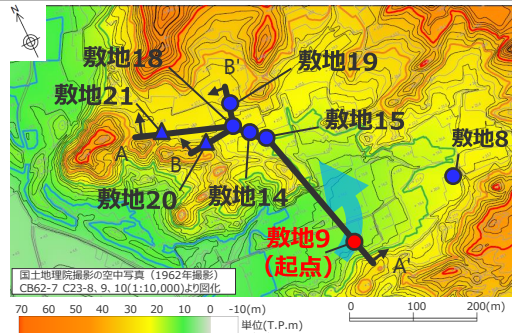 N
敷地18
B'
敷地19
敷地21
敷地15
敷地8
A
B
敷地20
敷地14
敷地9
(起点)
A'
国土地理院撮影の空中写真(1962年撮影)
CB62-7 C23-8、9、10(1:10,000)より図化
0 100 200(m)
70 60 50 40 30 20 10 0 -10(m)
単位(T.P.m)